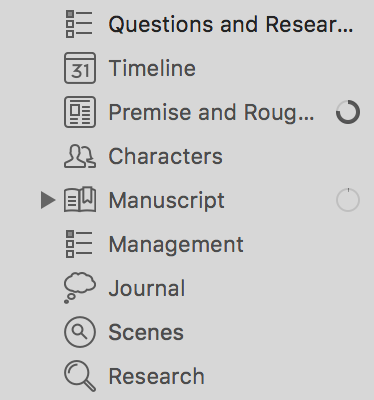 Questions and Resear...
31
Timeline
Premise and Roug...
Characters
Manuscript
Management
Journal
Scenes
Research